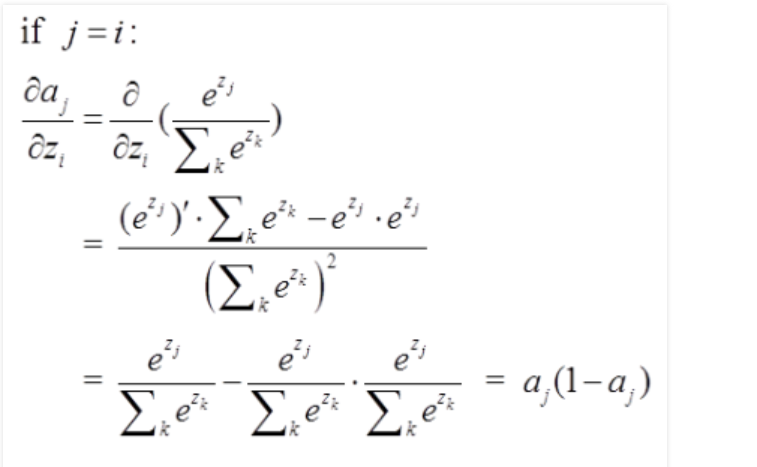 if j = i:
∂a_j/∂z_i = ∂/∂z_i (e^{z_j} / ∑_k e^{z_k})
= ((e^{z_j})′ · ∑_k e^{z_k} − e^{z_j} · e^{z_j}) / (∑_k e^{z_k})^2
= e^{z_j} / ∑_k e^{z_k} − e^{z_j} / ∑_k e^{z_k} · e^{z_j} / ∑_k e^{z_k} = a_j(1 − a_j)